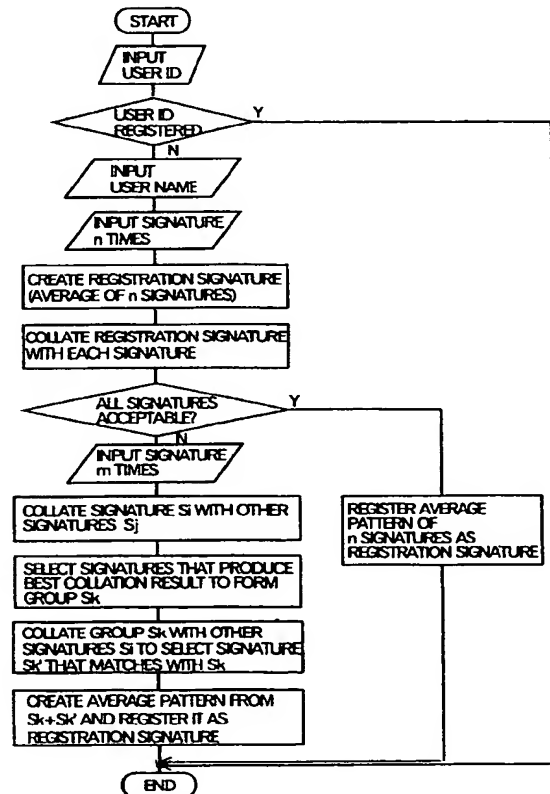 START
INPUT
USER ID
USER ID
REGISTERED
Y
N
INPUT
USER NAME
INPUT SIGNATURE
n TIMES
CREATE REGISTRATION SIGNATURE
(AVERAGE OF n SIGNATURES)
COLLATE REGISTRATION SIGNATURE
WITH EACH SIGNATURE
ALL SIGNATURES
ACCEPTABLE?
Y
N
INPUT SIGNATURE
m TIMES
COLLATE SIGNATURE Si WITH OTHER
SIGNATURES Sj
REGISTER AVERAGE
PATTERN OF
n SIGNATURES AS
REGISTRATION SIGNATURE
SELECT SIGNATURES THAT PRODUCE
BEST COLLATION RESULT TO FORM
GROUP Sk
COLLATE GROUP Sk WITH OTHER
SIGNATURES Si TO SELECT SIGNATURE
Sk' THAT MATCHES WITH Sk
CREATE AVERAGE PATTERN FROM
Sk+Sk' AND REGISTER IT AS
REGISTRATION SIGNATURE
END